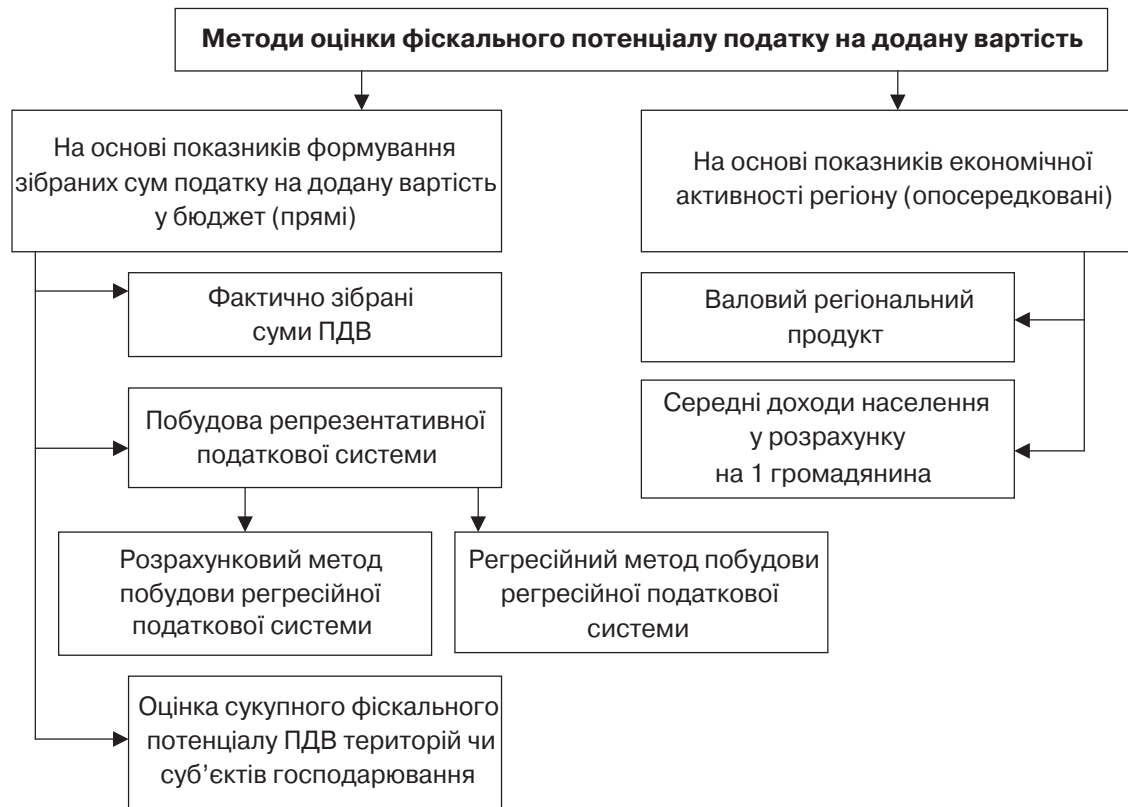 Методи оцінки фіскального потенціалу податку на додану вартість
На основі показників формування
зібраних сум податку на додану вартість
у бюджет (прямі)
На основі показників економічної
активності регіону (опосередковані)
Фактично зібрані
суми ПДВ
Валовий регіональний
продукт
Побудова репрезентативної
податкової системи
Середні доходи населення
у розрахунку
на 1 громадянина
Розрахунковий метод
побудови регресійної
податкової системи
Регресійний метод побудови
регресійної податкової
системи
Оцінка сукупного фіскального
потенціалу ПДВ територій чи
суб’єктів господарювання